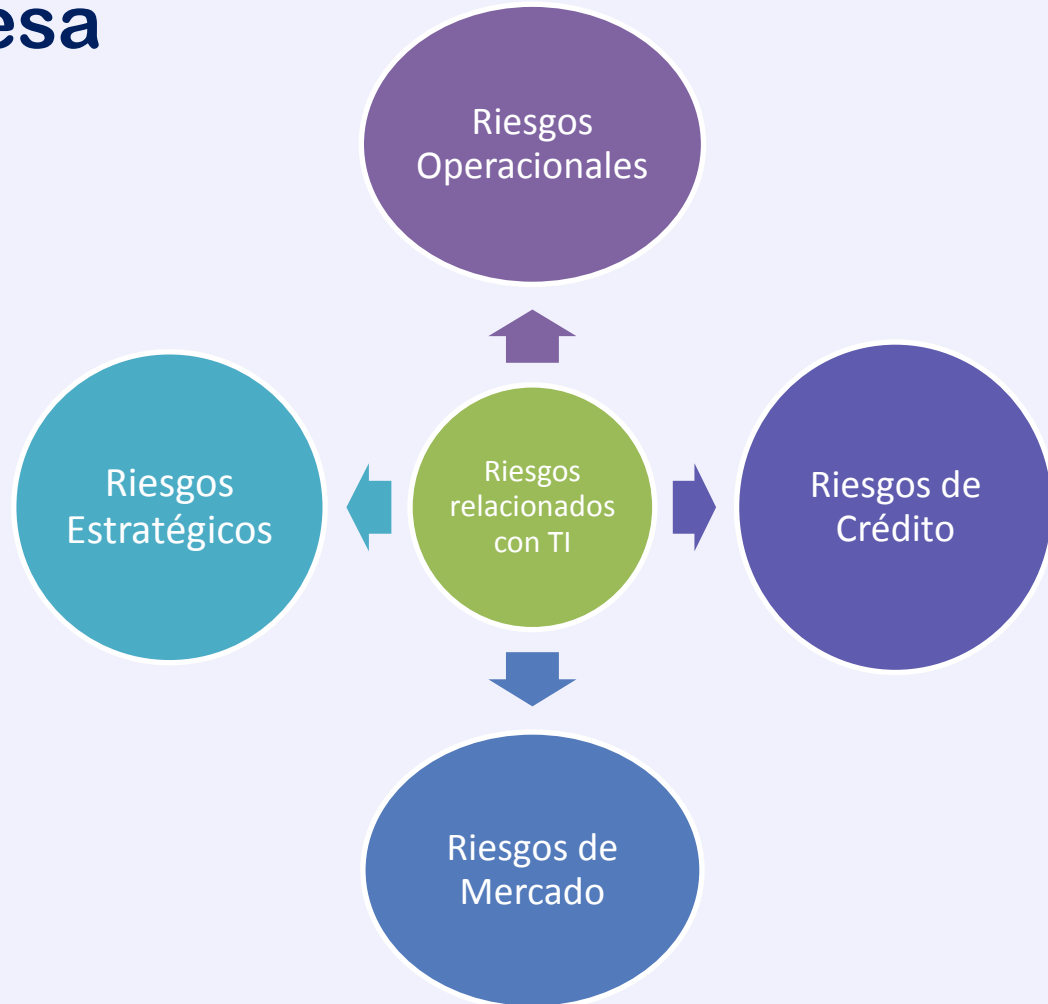 esa
Riesgos
Operacionales
Riesgos
Estratégicos
Riesgos
relacionados
con TI
Riesgos de
Crédito
Riesgos de
Mercado